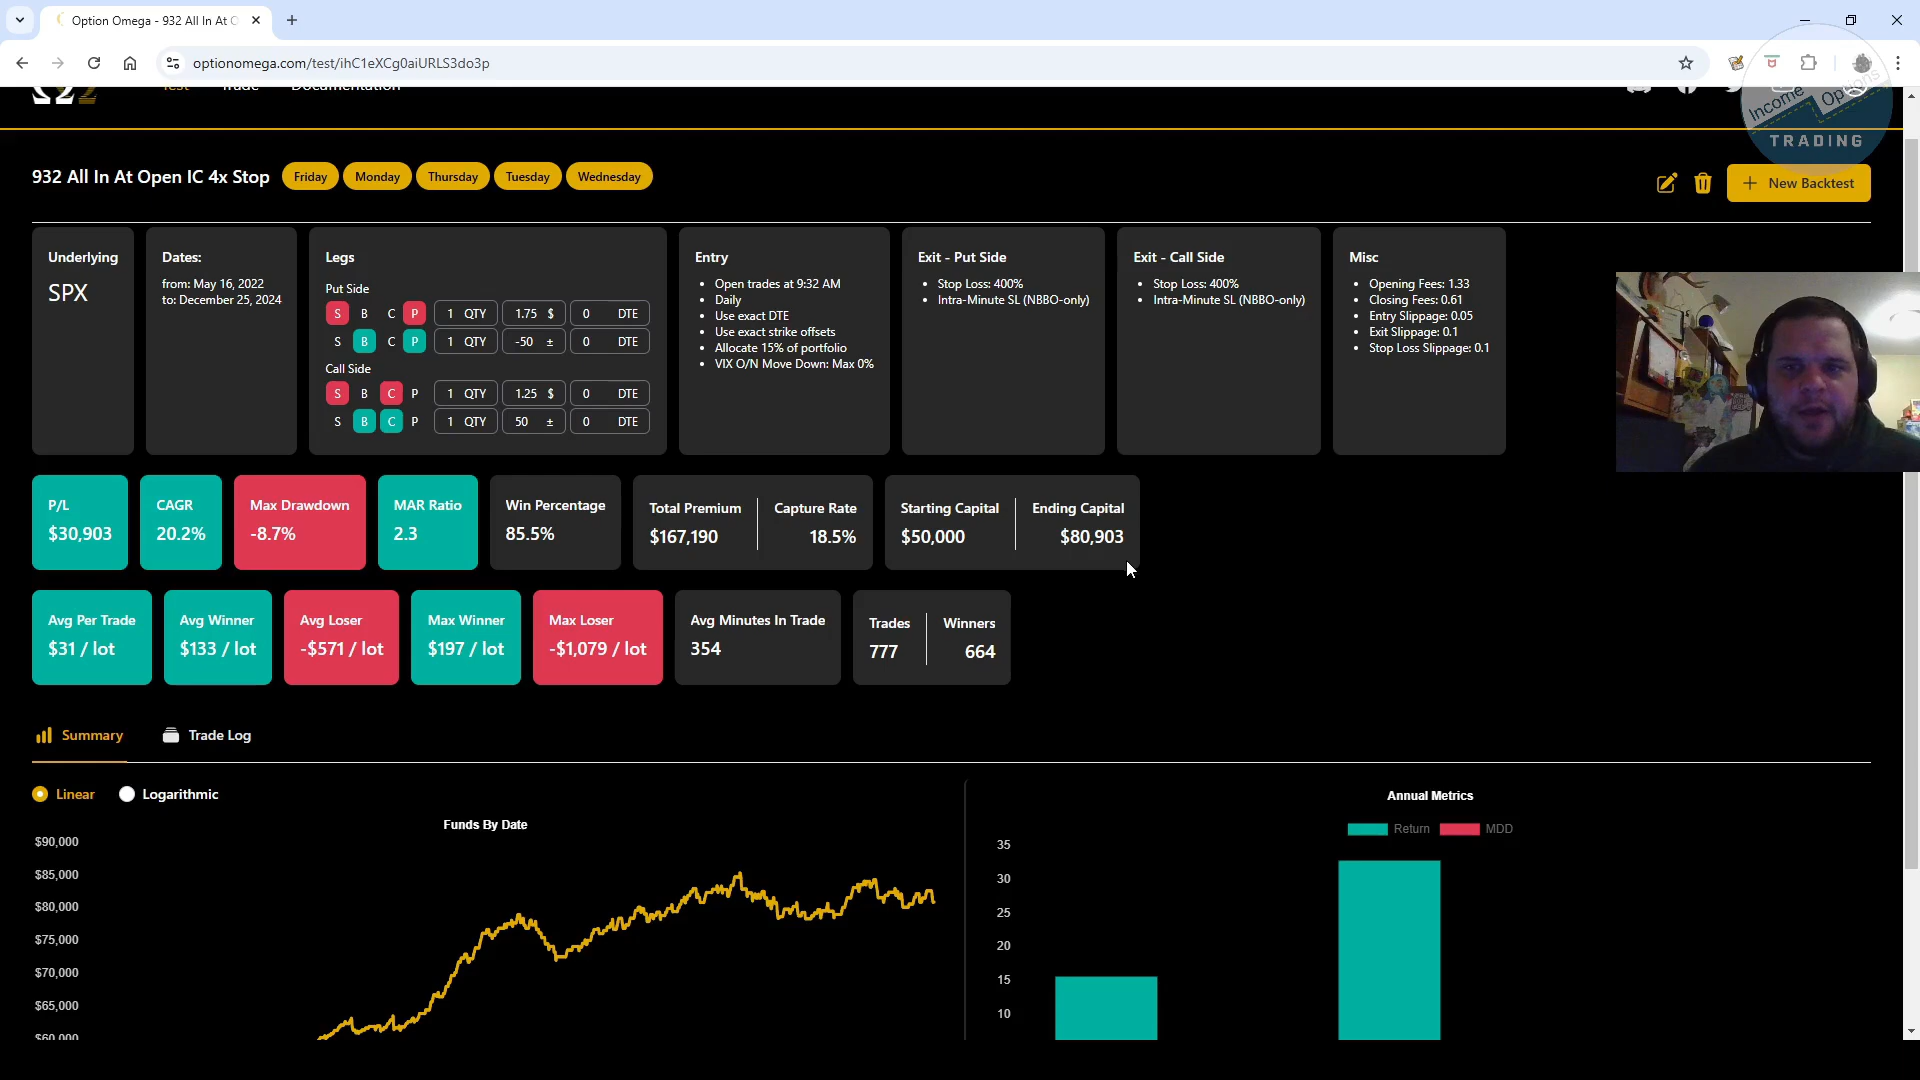 Option Omega - 932 All In At O
optionomega.com/test/ihC1eXCg0aiURLS3do3p
Test Trade Documentation
Income Options
TRADING
932 All In At Open IC 4x Stop Friday Monday Thursday Tuesday Wednesday
New Backtest
Underlying
SPX
Dates:
from: May 16, 2022
to: December 25, 2024
Legs
Put Side
S B C P 1 QTY 1.75 $ 0 DTE
S B C P 1 QTY -50 ± 0 DTE
Call Side
S B C P 1 QTY 1.25 $ 0 DTE
S B C P 1 QTY 50 ± 0 DTE
Entry
• Open trades at 9:32 AM
• Daily
• Use exact DTE
• Use exact strike offsets
• Allocate 15% of portfolio
• VIX O/N Move Down: Max 0%
Exit - Put Side
• Stop Loss: 400%
• Intra-Minute SL (NBBO-only)
Exit - Call Side
• Stop Loss: 400%
• Intra-Minute SL (NBBO-only)
Misc
• Opening Fees: 1.33
• Closing Fees: 0.61
• Entry Slippage: 0.05
• Exit Slippage: 0.1
• Stop Loss Slippage: 0.1
P/L
$30,903
CAGR
20.2%
Max Drawdown
-8.7%
MAR Ratio
2.3
Win Percentage
85.5%
Total Premium
$167,190
Capture Rate
18.5%
Starting Capital
$50,000
Ending Capital
$80,903
Avg Per Trade
$31 / lot
Avg Winner
$133 / lot
Avg Loser
-$571 / lot
Max Winner
$197 / lot
Max Loser
-$1,079 / lot
Avg Minutes In Trade
354
Trades
777
Winners
664
Summary Trade Log
Linear Logarithmic
Funds By Date
$90,000
$85,000
$80,000
$75,000
$70,000
$65,000
$60,000
Annual Metrics
Return MDD
35
30
25
20
15
10